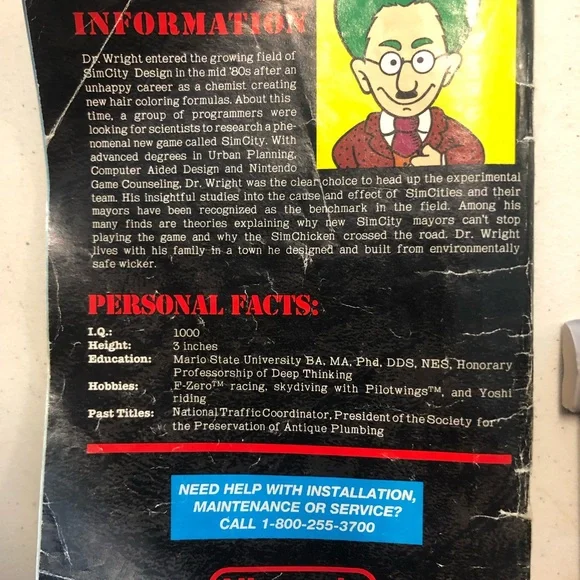 INFORMATION
Dr. Wright entered the growing field of
SimCity Design in the mid '80s after an
unhappy career as a chemist creating
new hair coloring formulas. About this
time, a group of programmers were
looking for scientists to research a phe-
nomenal new game called SimCity. With
advanced degrees in Urban Planning,
Computer Aided Design and Nintendo
Game Counseling, Dr. Wright was the clear choice to head up the experimental
team. His insightful studies into the cause and effect of SimCities and their
mayors have been recognized as the benchmark in the field. Among his
many finds are theories explaining why new SimCity mayors can't stop
playing the game and why the SimChicken crossed the road. Dr. Wright
lives with his family in a town he designed and built from environmentally
safe wicker.
PERSONAL FACTS:
I.Q.: 1000
Height: 3 inches
Education: Mario State University BA, MA, Phd, DDS, NES, Honorary
Professorship of Deep Thinking
Hobbies: F-Zero™ racing, skydiving with Pilotwings™, and Yoshi
riding
Past Titles: National Traffic Coordinator, President of the Society for
the Preservation of Antique Plumbing
NEED HELP WITH INSTALLATION,
MAINTENANCE OR SERVICE?
CALL 1-800-255-3700